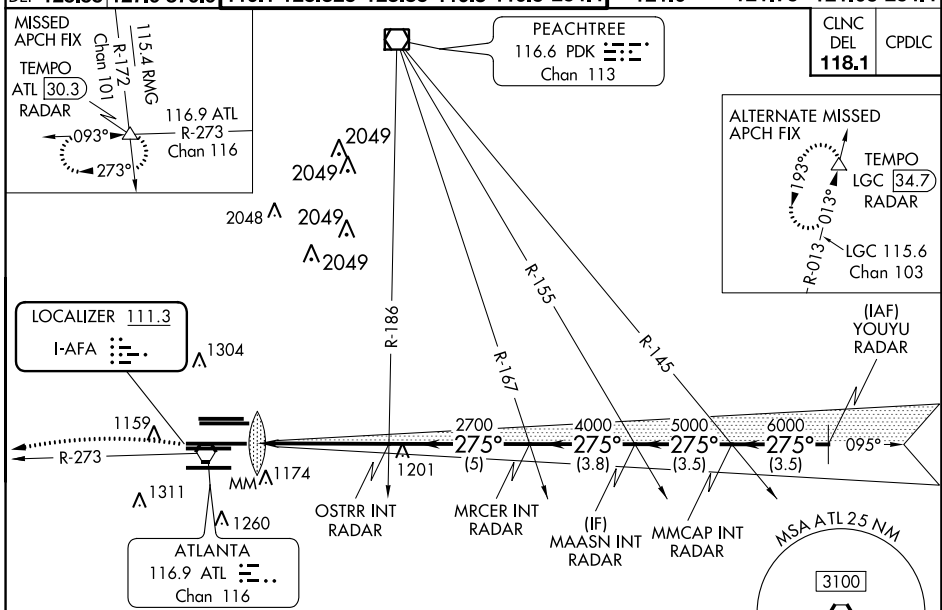 MISSED
APCH FIX
TEMPO
ATL 30.3
RADAR
R-172
Chan 101
115.4 RMG
116.9 ATL
R-273
Chan 116
093°
273°
PEACHTREE
116.6 PDK
Chan 113
CLNC
DEL
118.1
CPDLC
ALTERNATE MISSED
APCH FIX
TEMPO
LGC 34.7
RADAR
193°
013°
R-013
LGC 115.6
Chan 103
2049
2049
2048
2049
2049
R-186
R-167
R-155
R-145
LOCALIZER 111.3
I-AFA
1304
(IAF)
YOUYU
RADAR
1159
R-273
2700
275°
(5)
4000
275°
(3.8)
5000
275°
(3.5)
6000
275°
(3.5)
095°
1201
MM
1174
1311
1260
OSTRR INT
RADAR
MRCER INT
RADAR
(IF)
MAASN INT
RADAR
MMCAP INT
RADAR
ATLANTA
116.9 ATL
Chan 116
MSA ATL 25 NM
3100